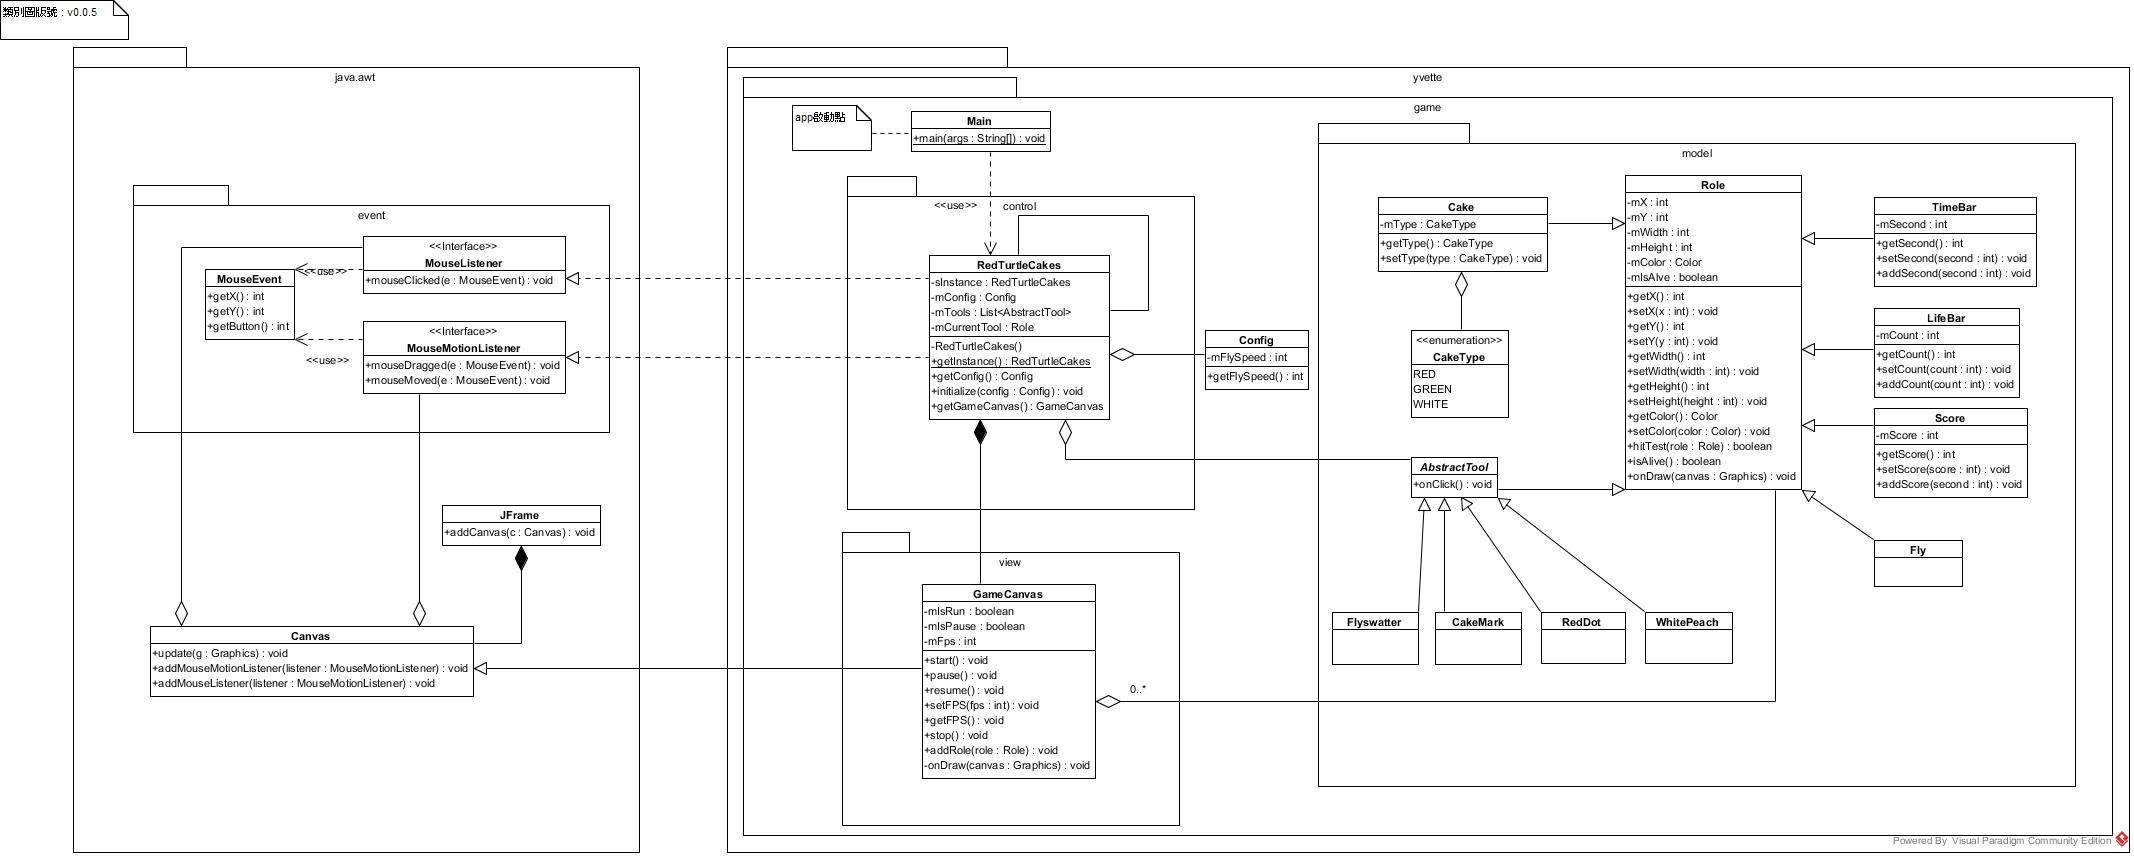 類別圖版號 : v0.0.5
java.awt
event
<<Interface>>
MouseListener
+mouseClicked(e : MouseEvent) : void
<<use>>
MouseEvent
+getX() : int
+getY() : int
+getButton() : int
<<Interface>>
MouseMotionListener
+mouseDragged(e : MouseEvent) : void
+mouseMoved(e : MouseEvent) : void
<<use>>
JFrame
+addCanvas(c : Canvas) : void
Canvas
+update(g : Graphics) : void
+addMouseMotionListener(listener : MouseMotionListener) : void
+addMouseListener(listener : MouseMotionListener) : void
yvette
game
app啟動點
Main
+main(args : String[]) : void
<<use>>
control
RedTurtleCakes
-sInstance : RedTurtleCakes
-mConfig : Config
-mTools : List<AbstractTool>
-mCurrentTool : Role
-RedTurtleCakes()
+getInstance() : RedTurtleCakes
+getConfig() : Config
+initialize(config : Config) : void
+getGameCanvas() : GameCanvas
Config
-mFlySpeed : int
+getFlySpeed() : int
view
GameCanvas
-mIsRun : boolean
-mIsPause : boolean
-mFps : int
+start() : void
+pause() : void
+resume() : void
+setFPS(fps : int) : void
+getFPS() : void
+stop() : void
+addRole(role : Role) : void
-onDraw(canvas : Graphics) : void
0..*
model
Cake
-mType : CakeType
+getType() : CakeType
+setType(type : CakeType) : void
<<enumeration>>
CakeType
RED
GREEN
WHITE
AbstractTool
+onClick() : void
Flyswatter
CakeMark
RedDot
WhitePeach
Role
-mX : int
-mY : int
-mWidth : int
-mHeight : int
-mColor : Color
-mIsAlve : boolean
+getX() : int
+setX(x : int) : void
+getY() : int
+setY(y : int) : void
+getWidth() : int
+setWidth(width : int) : void
+getHeight() : int
+setHeight(height : int) : void
+getColor() : Color
+setColor(color : Color) : void
+hitTest(role : Role) : boolean
+isAlive() : boolean
+onDraw(canvas : Graphics) : void
TimeBar
-mSecond : int
+getSecond() : int
+setSecond(second : int) : void
+addSecond(second : int) : void
LifeBar
-mCount : int
+getCount() : int
+setCount(count : int) : void
+addCount(count : int) : void
Score
-mScore : int
+getScore() : int
+setScore(score : int) : void
+addScore(second : int) : void
Fly
Powered By Visual Paradigm Community Edition